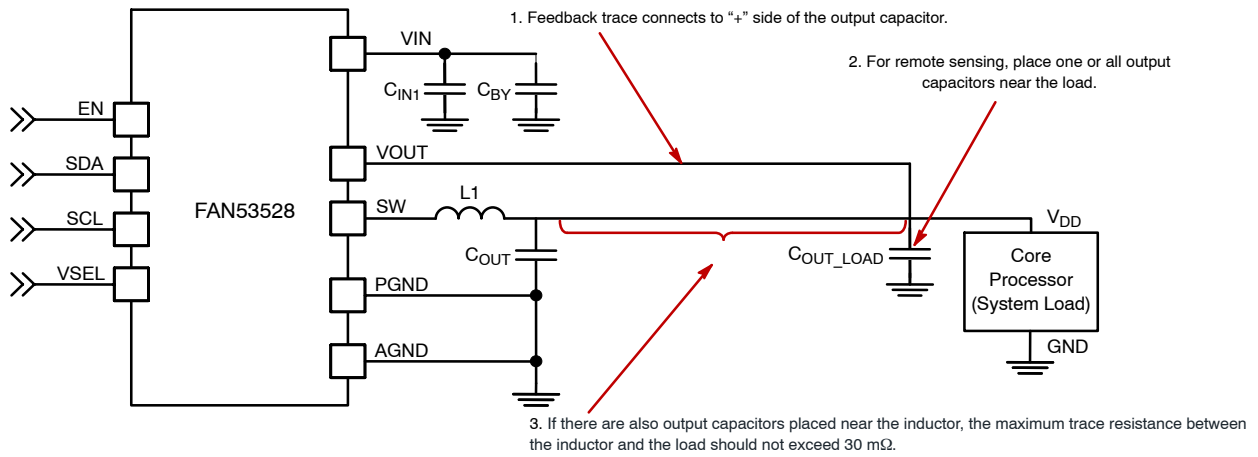 1. Feedback trace connects to “+” side of the output capacitor.
VIN
2. For remote sensing, place one or all output
capacitors near the load.
CIN1
CBY
EN
VOUT
SDA
L1
FAN53528
SW
SCL
VDD
COUT
COUT_LOAD
Core
Processor
(System Load)
VSEL
PGND
GND
AGND
3. If there are also output capacitors placed near the inductor, the maximum trace resistance between
the inductor and the load should not exceed 30 mΩ.